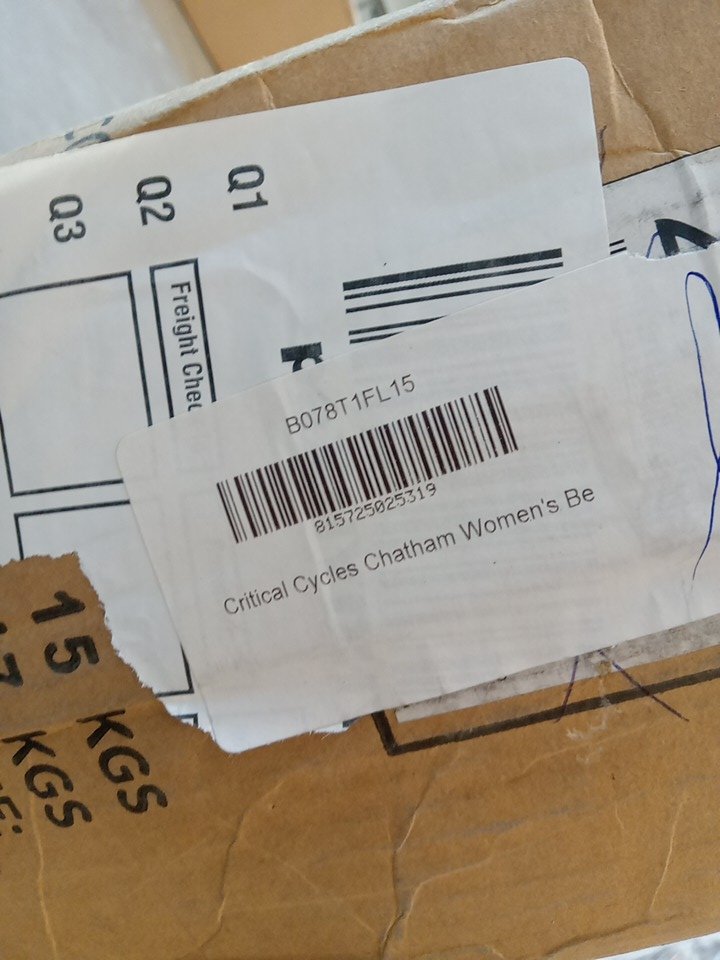 Q1
Q2
Q3
Freight Chec
B078T1FL15
815725025319
Critical Cycles Chatham Women's Be
15 KGS
KGS